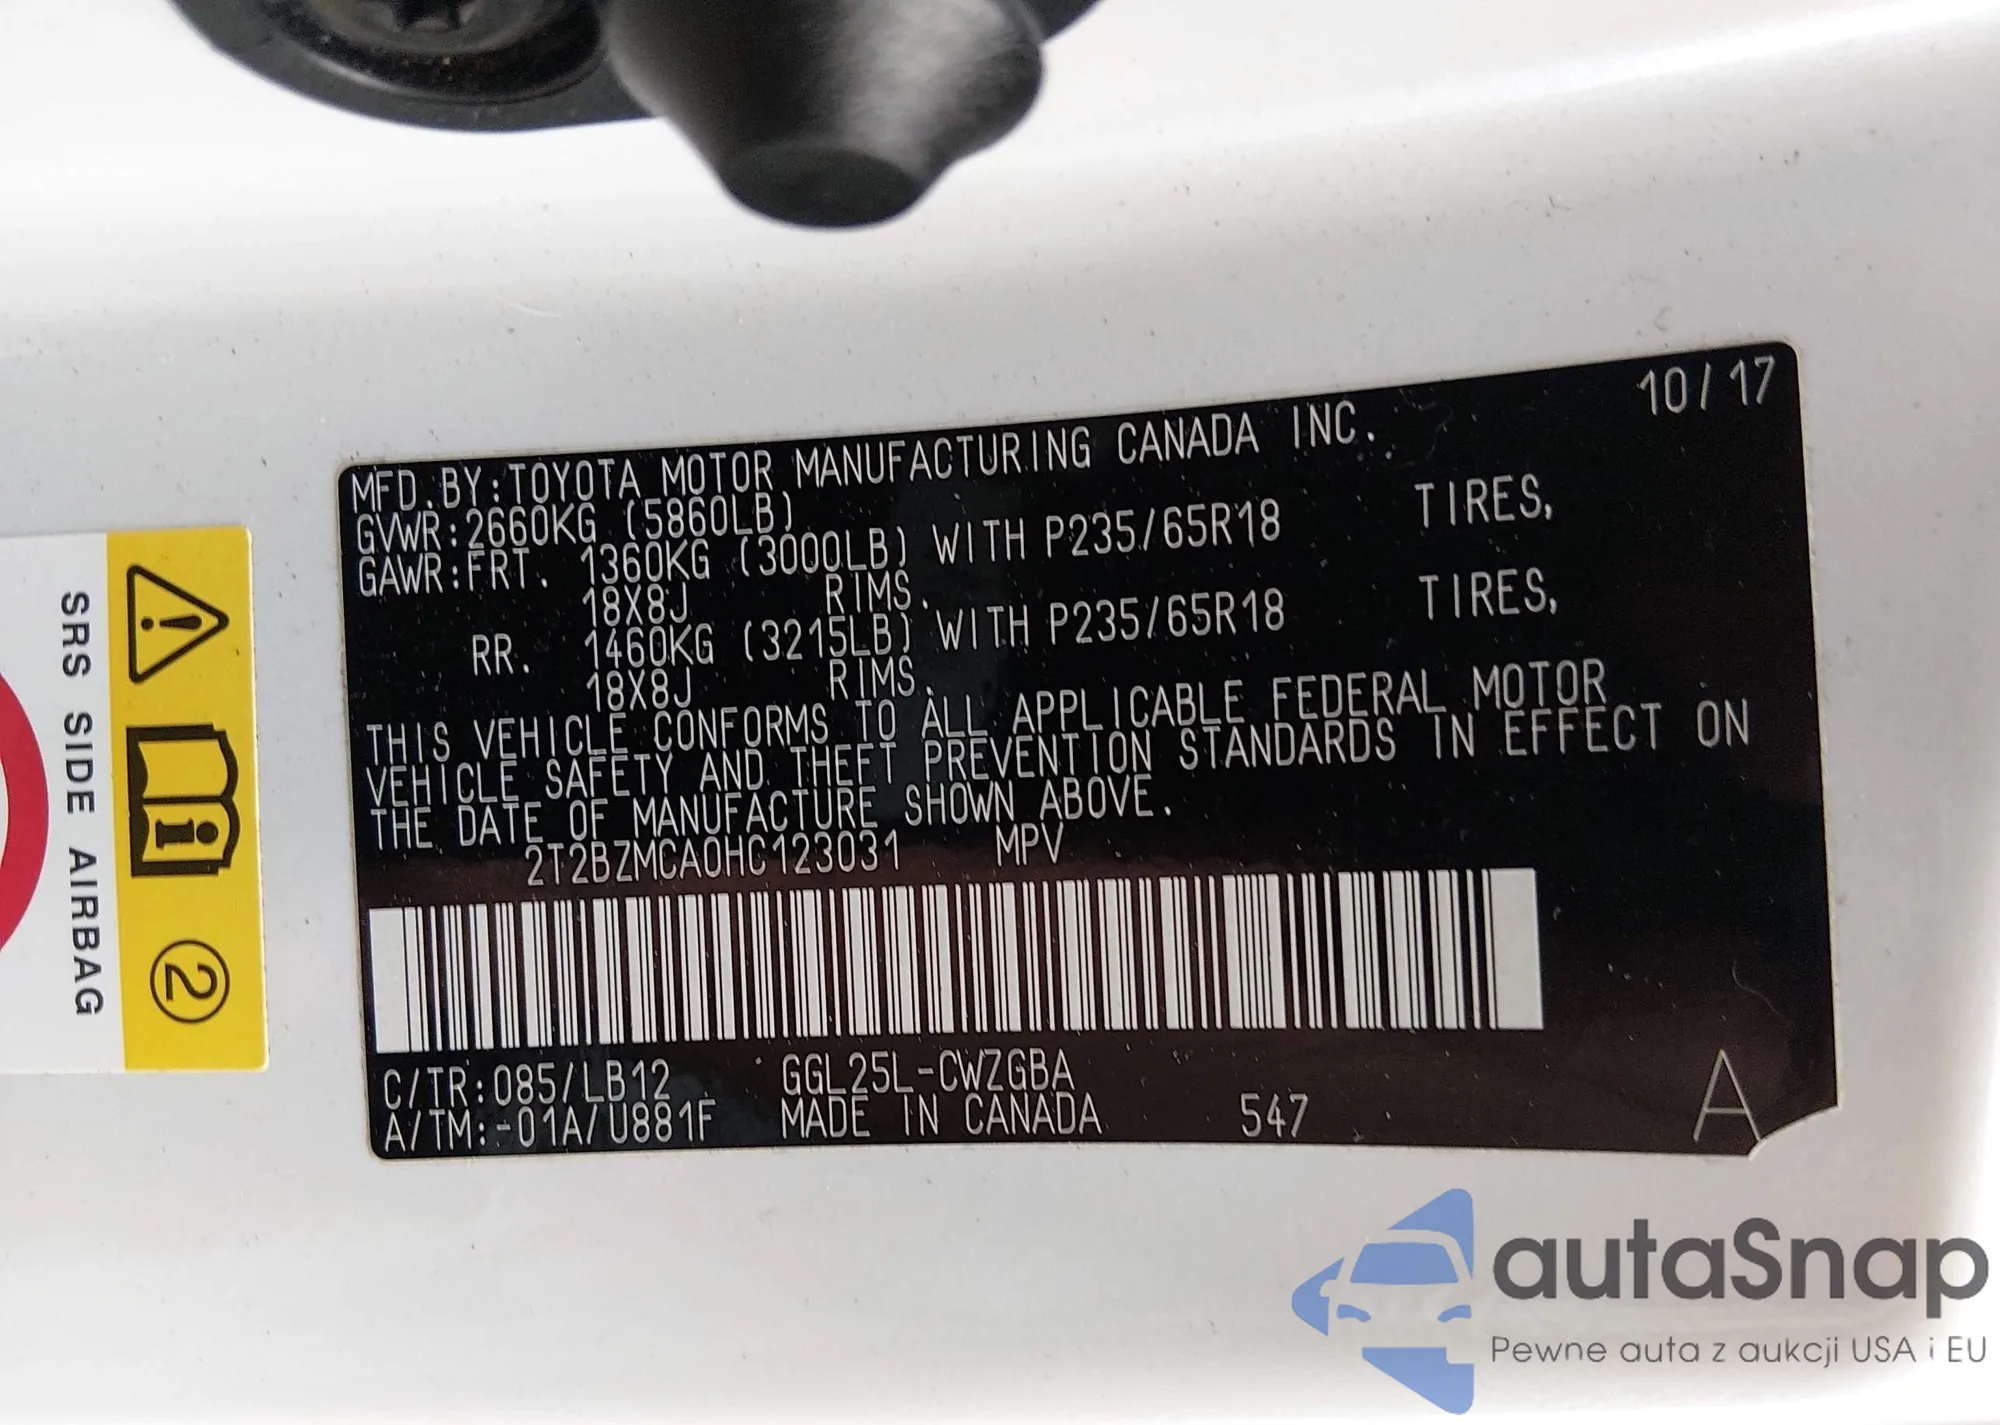 10/17
MFD.BY:TOYOTA MOTOR MANUFACTURING CANADA INC.
GVWR:2660KG (5860LB)
GAWR:FRT. 1360KG (3000LB) WITH P235/65R18 TIRES,
18X8J RIMS.
RR. 1460KG (3215LB) WITH P235/65R18 TIRES,
18X8J RIMS.
THIS VEHICLE CONFORMS TO ALL APPLICABLE FEDERAL MOTOR
VEHICLE SAFETY AND THEFT PREVENTION STANDARDS IN EFFECT ON
THE DATE OF MANUFACTURE SHOWN ABOVE.
2T2BZMCA0HC123031 MPV
C/TR:085/LB12 GGL25L-CWZGBA
A/TM:-01A/U881F MADE IN CANADA 547 A
SRS SIDE AIRBAG
2
autaSnap
Pewne auta z aukcji USA i EU